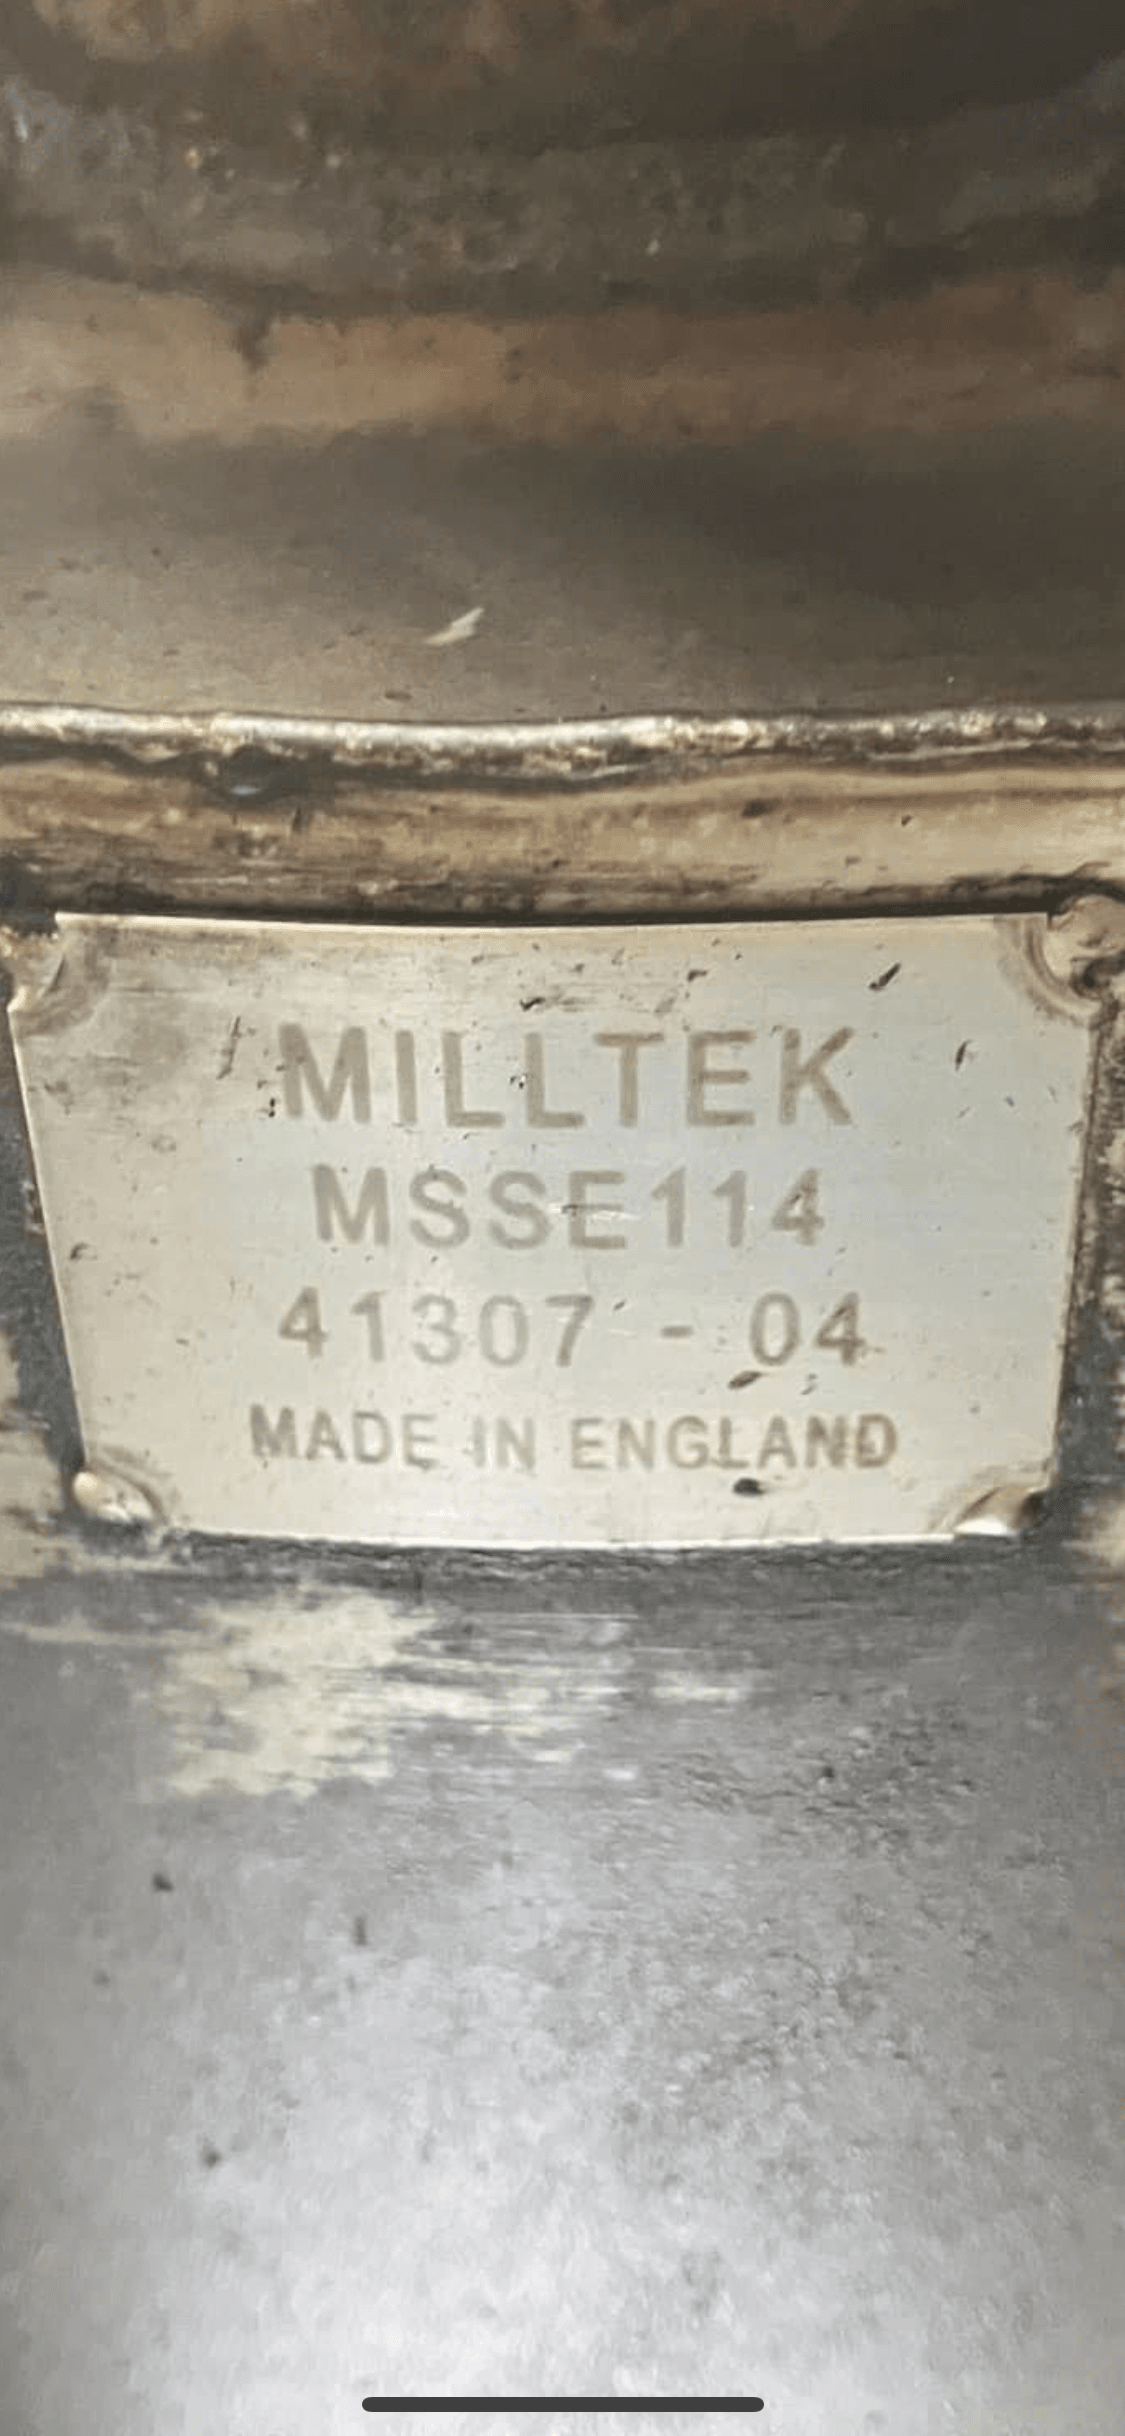 MILLTEK
MSSE114
41307 - 04
MADE IN ENGLAND